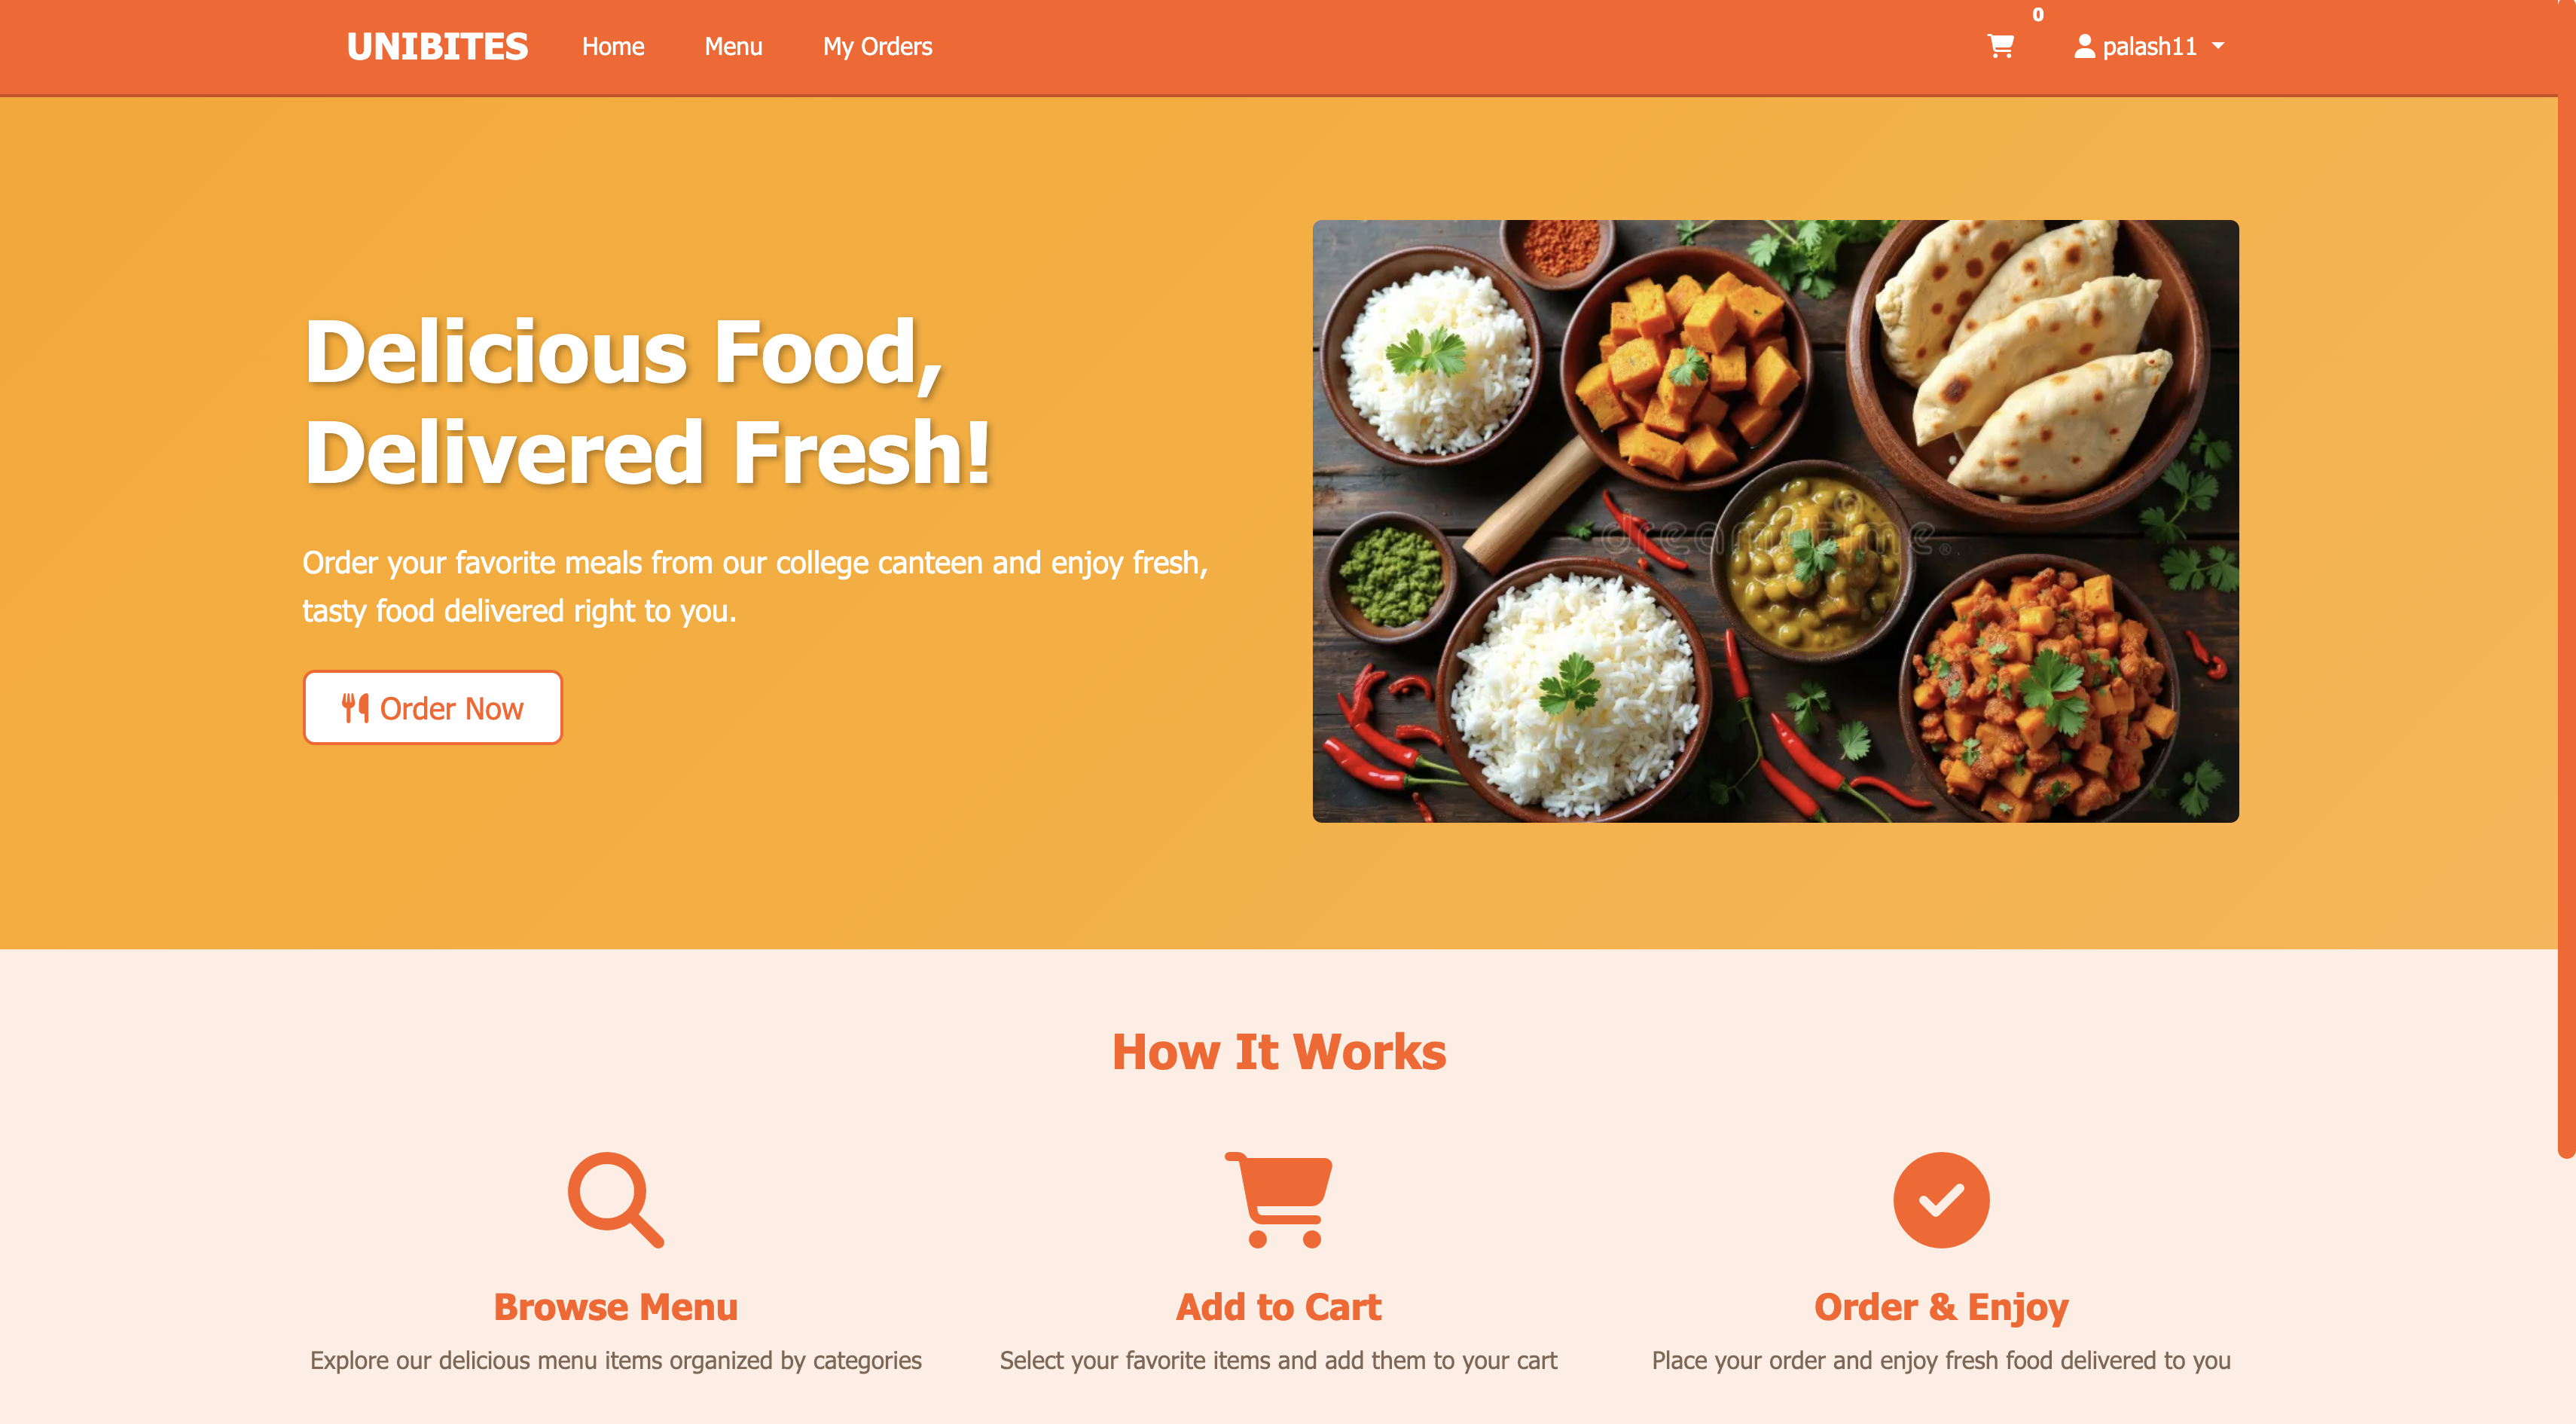 UNIBITES
Home
Menu
My Orders
0
palash11
Delicious Food,
Delivered Fresh!
Order your favorite meals from our college canteen and enjoy fresh,
tasty food delivered right to you.
Order Now
dreamstime®
How It Works
Browse Menu
Explore our delicious menu items organized by categories
Add to Cart
Select your favorite items and add them to your cart
Order & Enjoy
Place your order and enjoy fresh food delivered to you